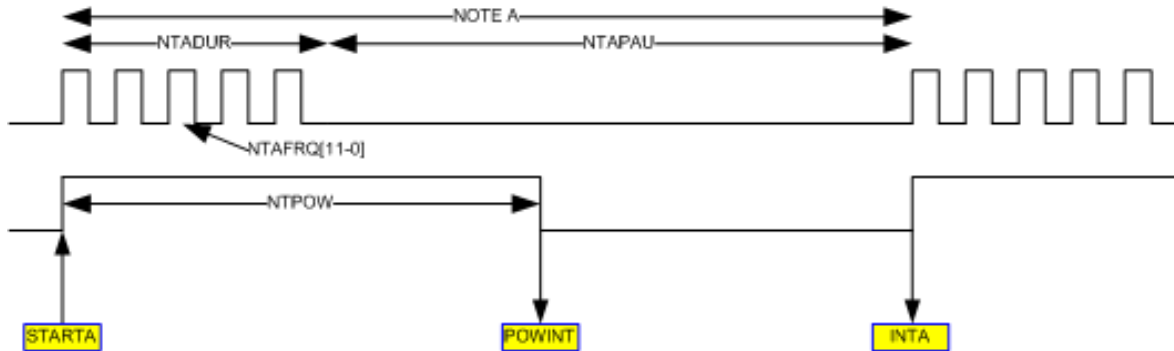 NOTE A
NTADUR
NTAPAU
NTAFRQ[11-0]
NTPOW
STARTA
POWINT
INTA